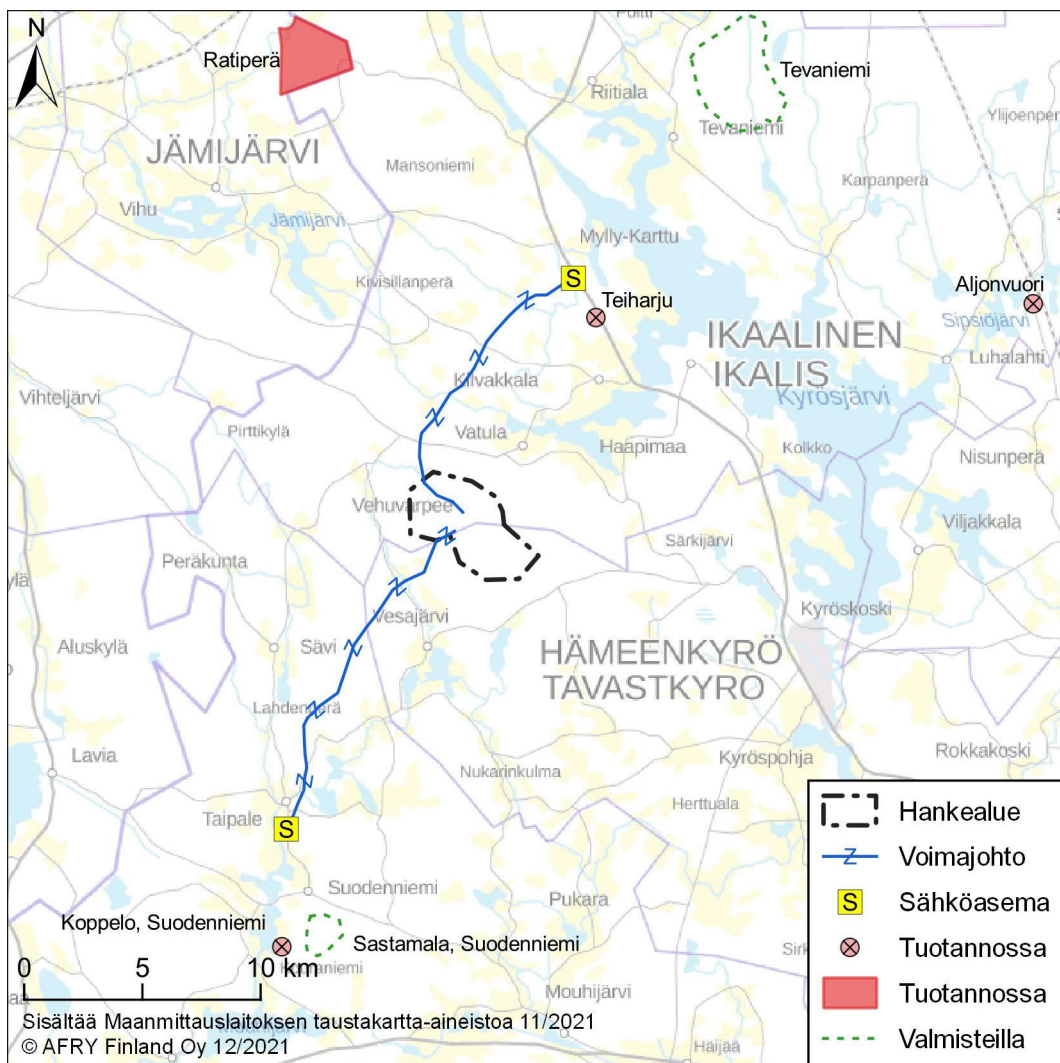 N
Poltti
Ratiperä
Tevaniemi
Riitiala
Ylijoenper
Tevaniemi
JÄMIJÄRVI
Mansoniemi
Karpanperä
Vihu
Jämijärvi
Mylly-Karttu
S
Kivisillanperä
Aljonvuori
Teiharju
Sipsiöjärvi
IKAALINEN
IKALIS
Luhalahti
Kilvakkala
Vihteljärvi
Kyrösjärvi
Pirttikylä
Vatula
Haapimaa
Kolkko
Nisunperä
Vehuvarpee
Viljakkala
Särkijärvi
Peräkunta
Vesajärvi
Kyröskoski
Aluskylä
Sävi
HÄMEENKYRÖ
TAVASTKYRO
Lahdenperä
Lavia
Kyröspohja
Rokkakoski
Nukarinkulma
Herttuala
Taipale
S
Hankealue
Voimajohto
S Sähköasema
Tuotannossa
Tuotannossa
Valmisteilla
Suodenniemi
Pukara
Koppelo, Suodenniemi
Sastamala, Suodenniemi
0 5 10 km
Mouhijärvi
Häijää
Sisältää Maanmittauslaitoksen taustakartta-aineistoa 11/2021
© AFRY Finland Oy 12/2021